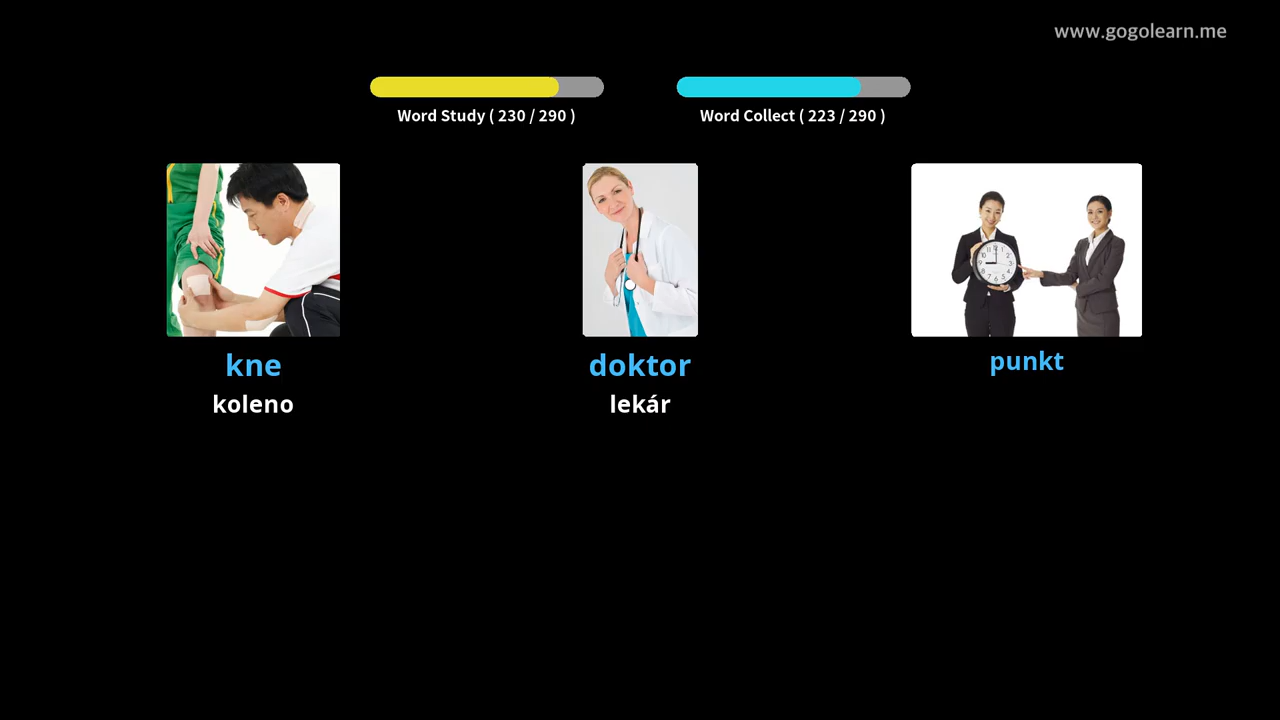 www.gogolearn.me
Word Study ( 230 / 290 )
Word Collect ( 223 / 290 )
kne
koleno
doktor
lekár
punkt